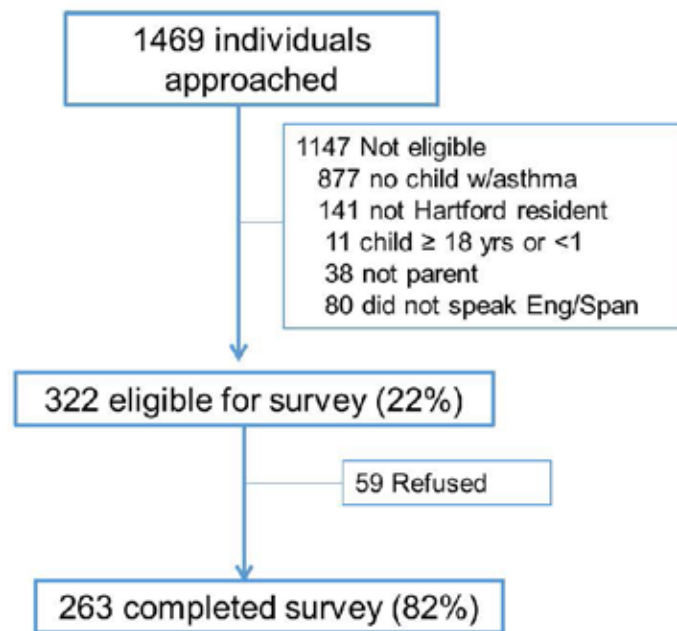 1469 individuals
approached
1147 Not eligible
877 no child w/asthma
141 not Hartford resident
11 child ≥ 18 yrs or <1
38 not parent
80 did not speak Eng/Span
322 eligible for survey (22%)
59 Refused
263 completed survey (82%)